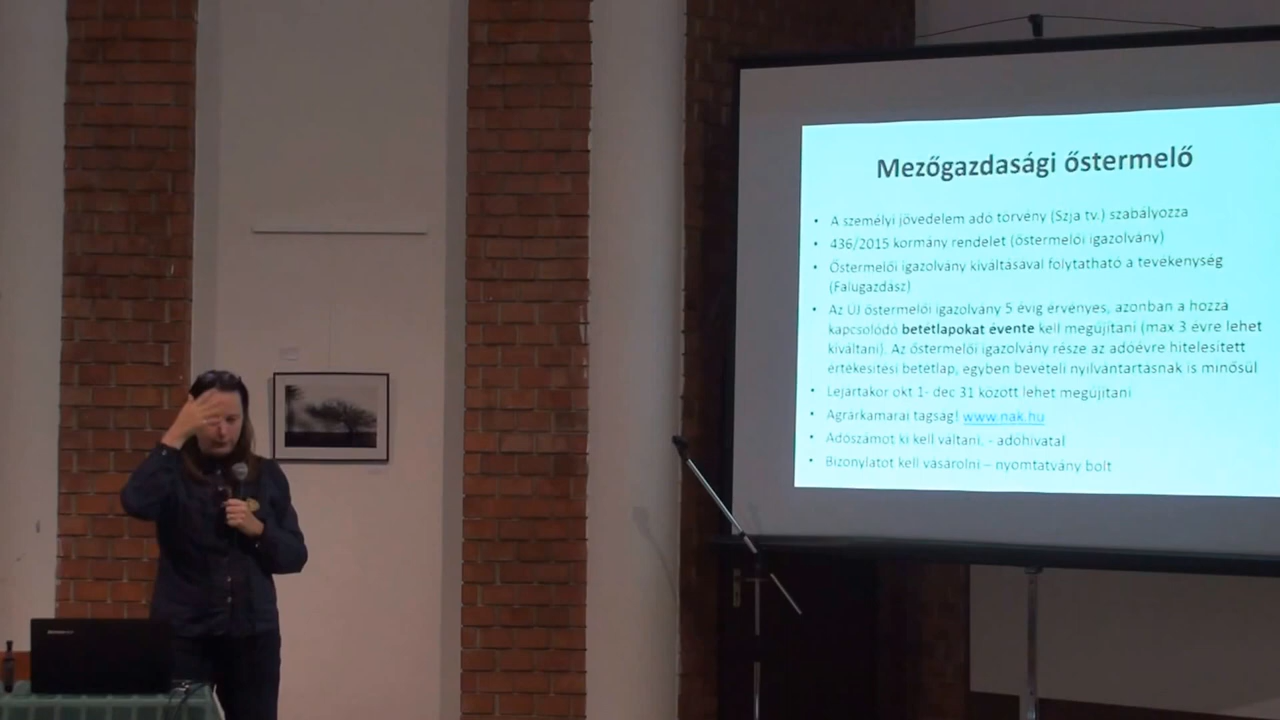 Mezőgazdasági őstermelő
• A személyi jövedelem adó törvény (Szja tv.) szabályozza
• 436/2015 kormány rendelet (őstermelői igazolvány)
• Őstermelői igazolvány kiváltásával folytatható a tevékenység
(Falugazdász)
• Az ÚJ őstermelői igazolvány 5 évig érvényes, azonban a hozzá
kapcsolódó betétlapokat évente kell megújítani (max 3 évre lehet
kiváltani). Az őstermelői igazolvány része az adóévre hitelesített
értékesítési betétlap, egyben bevételi nyilvántartásnak is minősül
• Lejártakor okt 1- dec 31 között lehet megújítani
• Agrárkamarai tagság! www.nak.hu
• Adószámot ki kell váltani. - adóhivatal
• Bizonylatot kell vásárolni – nyomtatvány bolt